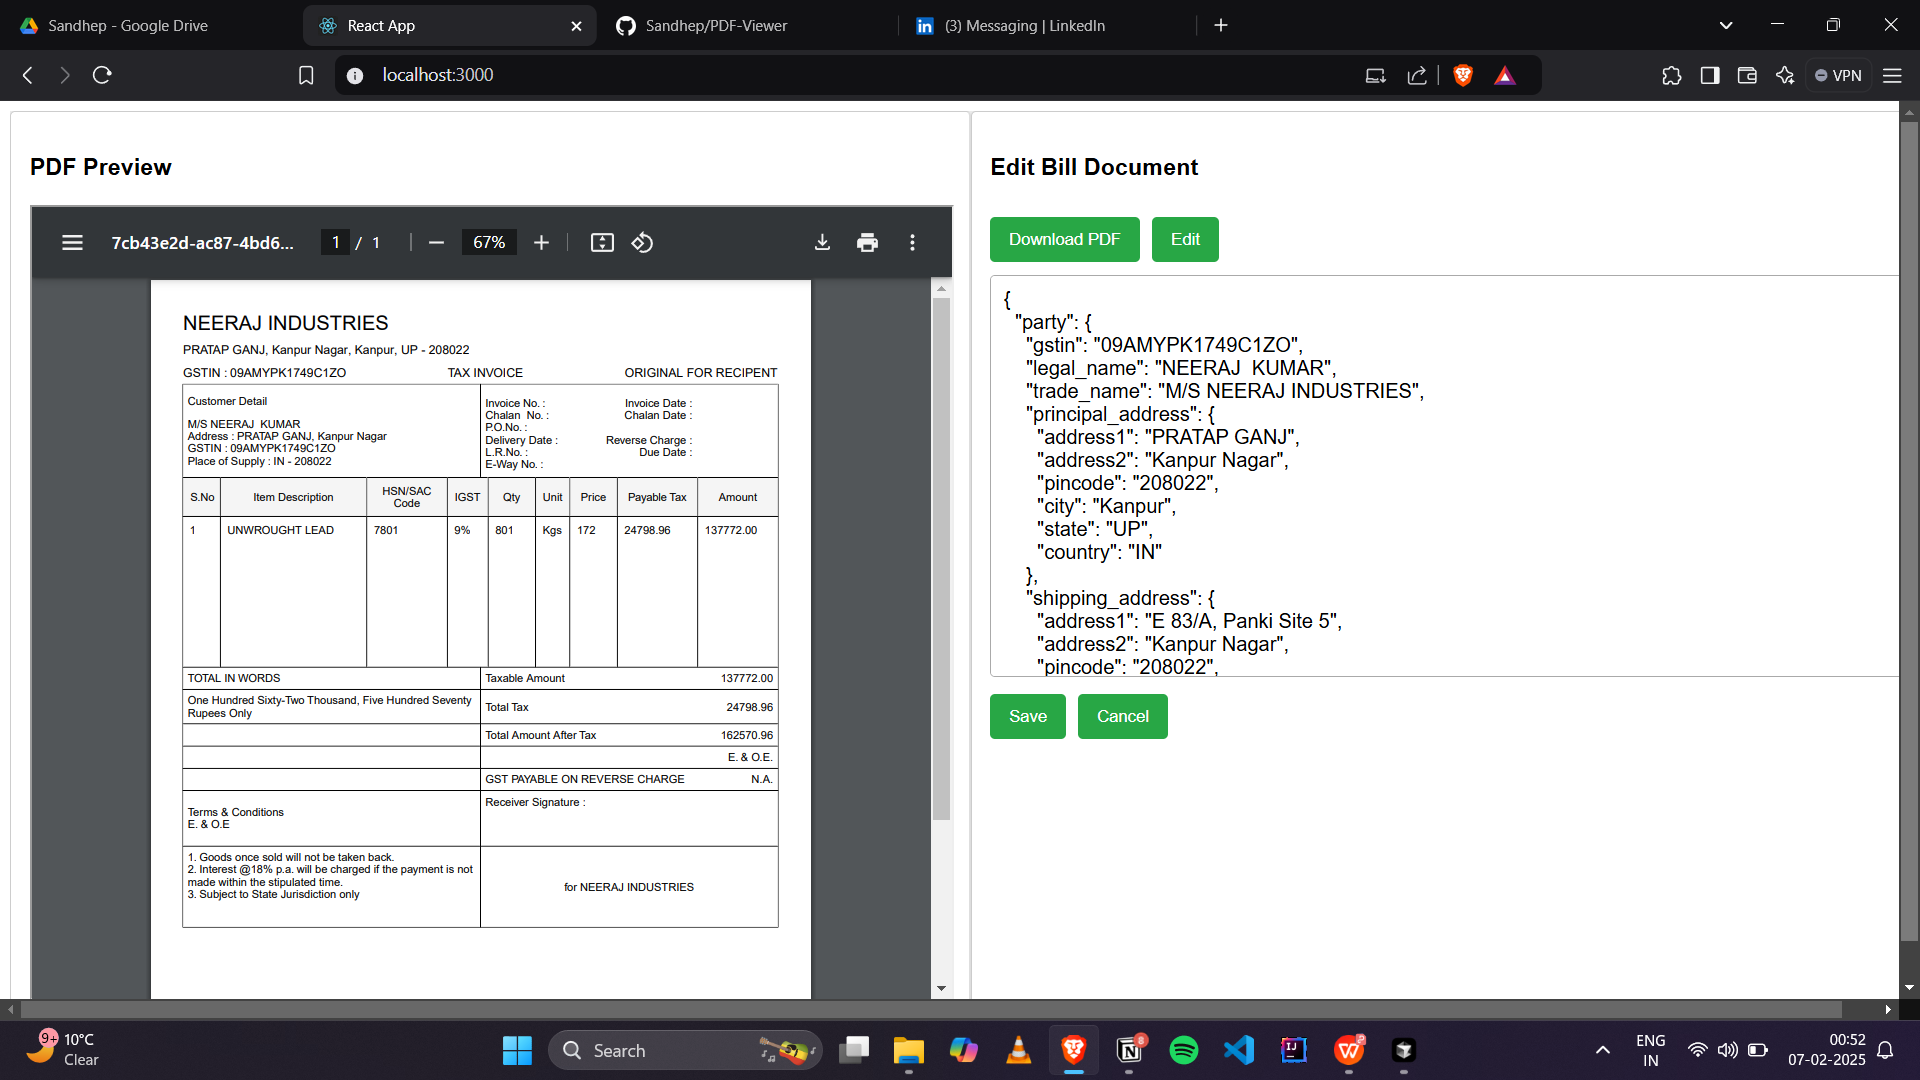 Sandhep - Google Drive
React App
Sandhep/PDF-Viewer
(3) Messaging | LinkedIn
localhost:3000
VPN
PDF Preview
7cb43e2d-ac87-4bd6...
1 / 1
67%
NEERAJ INDUSTRIES
PRATAP GANJ, Kanpur Nagar, Kanpur, UP - 208022
GSTIN : 09AMYPK1749C1ZO TAX INVOICE ORIGINAL FOR RECIPENT
Customer Detail
M/S NEERAJ  KUMAR
Address : PRATAP GANJ, Kanpur Nagar
GSTIN : 09AMYPK1749C1ZO
Place of Supply : IN - 208022
Invoice No. : Invoice Date :
Chalan  No. : Chalan Date :
P.O.No. :
Delivery Date : Reverse Charge :
L.R.No. : Due Date :
E-Way No. :
S.No Item Description HSN/SAC Code IGST Qty Unit Price Payable Tax Amount
1 UNWROUGHT LEAD 7801 9% 801 Kgs 172 24798.96 137772.00
TOTAL IN WORDS
One Hundred Sixty-Two Thousand, Five Hundred Seventy
Rupees Only
Taxable Amount 137772.00
Total Tax 24798.96
Total Amount After Tax 162570.96
E. & O.E.
GST PAYABLE ON REVERSE CHARGE N.A.
Receiver Signature :
Terms & Conditions
E. & O.E
1. Goods once sold will not be taken back.
2. Interest @18% p.a. will be charged if the payment is not
made within the stipulated time.
3. Subject to State Jurisdiction only
for NEERAJ INDUSTRIES
Edit Bill Document
Download PDF
Edit
{
"party": {
"gstin": "09AMYPK1749C1ZO",
"legal_name": "NEERAJ  KUMAR",
"trade_name": "M/S NEERAJ INDUSTRIES",
"principal_address": {
"address1": "PRATAP GANJ",
"address2": "Kanpur Nagar",
"pincode": "208022",
"city": "Kanpur",
"state": "UP",
"country": "IN"
},
"shipping_address": {
"address1": "E 83/A, Panki Site 5",
"address2": "Kanpur Nagar",
"pincode": "208022",
Save
Cancel
9+
10°C
Clear
Search
8
ENG
IN
00:52
07-02-2025